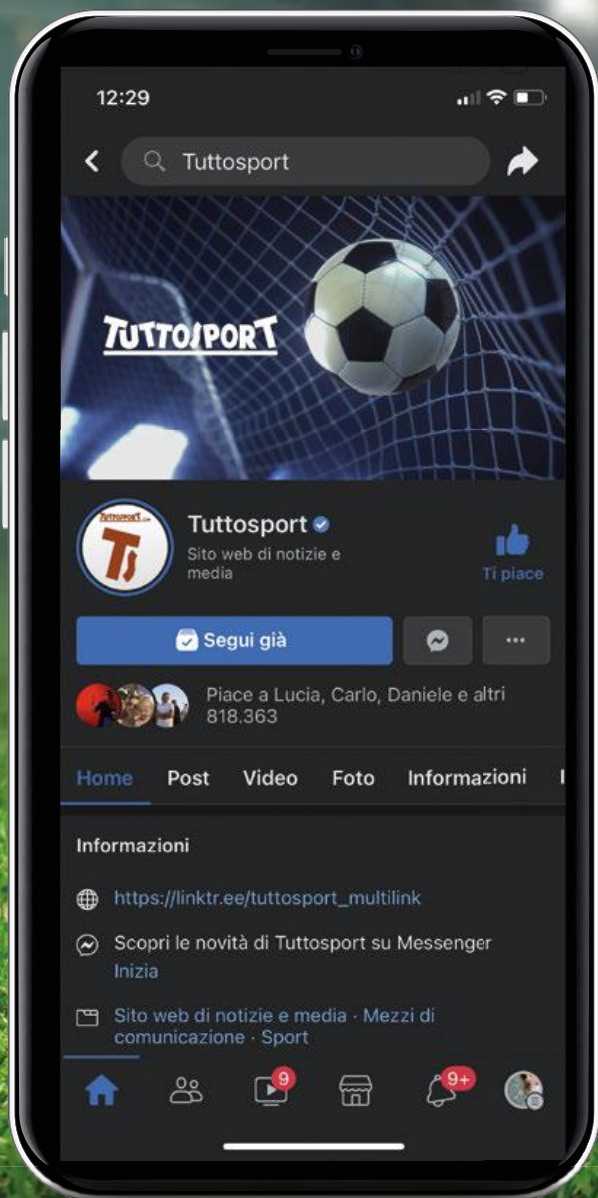 12:29
Tuttosport
TUTTOSPORT
Tuttosport
Sito web di notizie e
media
Ti piace
Segui già
Piace a Lucia, Carlo, Daniele e altri
818.363
Home Post Video Foto Informazioni
Informazioni
https://linktr.ee/tuttosport_multilink
Scopri le novità di Tuttosport su Messenger
Inizia
Sito web di notizie e media · Mezzi di
comunicazione · Sport
9
9+